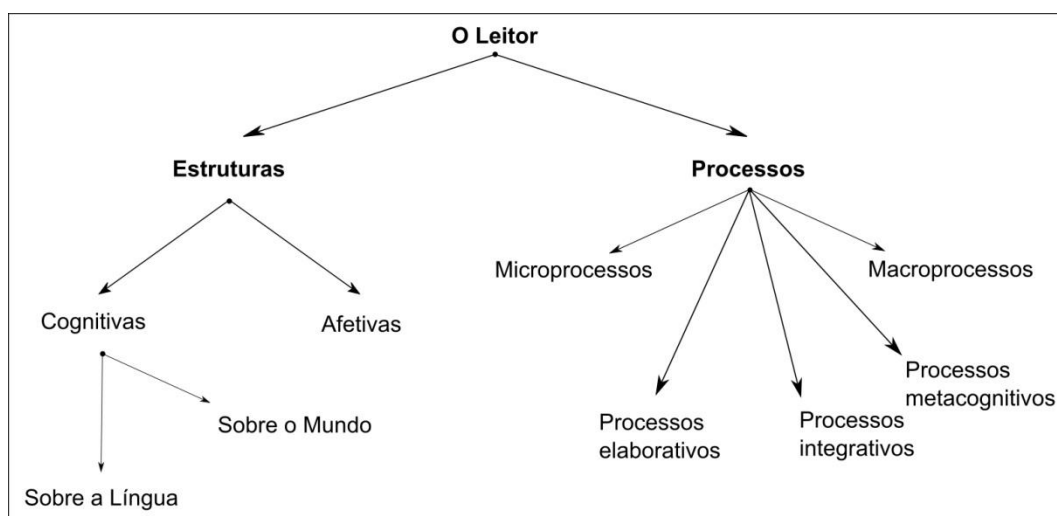 O Leitor
Estruturas
Processos
Microprocessos
Macroprocessos
Cognitivas
Afetivas
Processos
metacognitivos
Sobre o Mundo
Processos
elaborativos
Processos
integrativos
Sobre a Língua